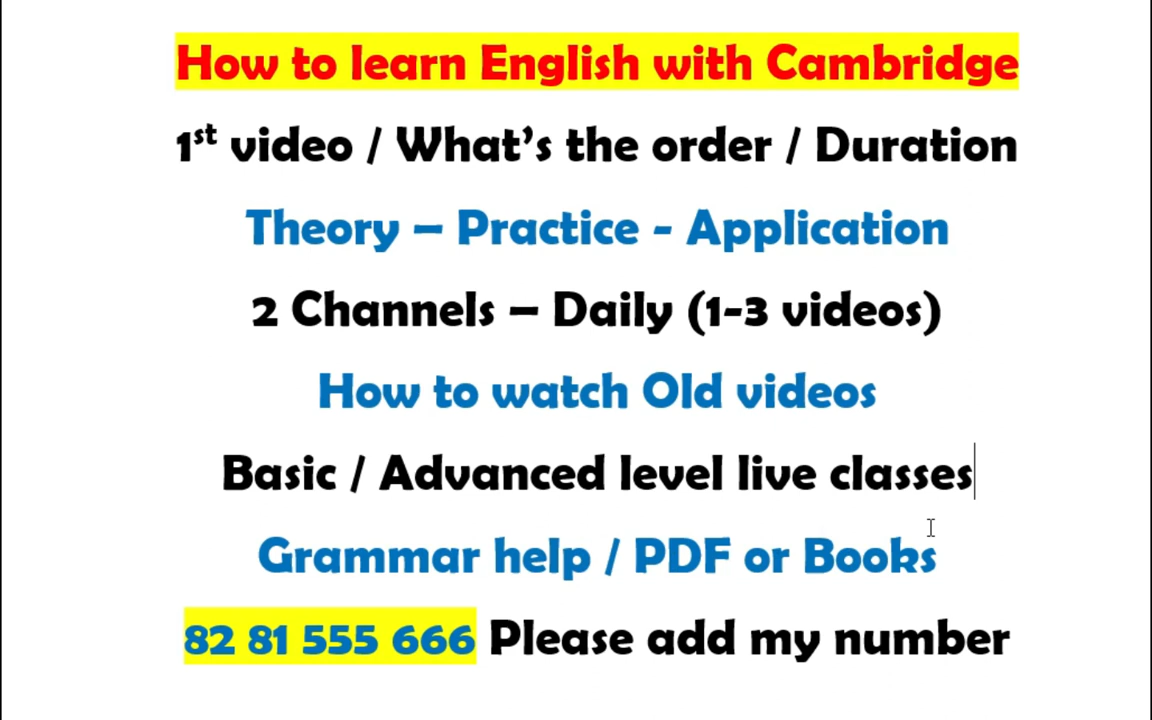 How to learn English with Cambridge
1st video / What's the order / Duration
Theory – Practice - Application
2 Channels – Daily (1-3 videos)
How to watch Old videos
Basic / Advanced level live classes
Grammar help / PDF or Books
82 81 555 666 Please add my number